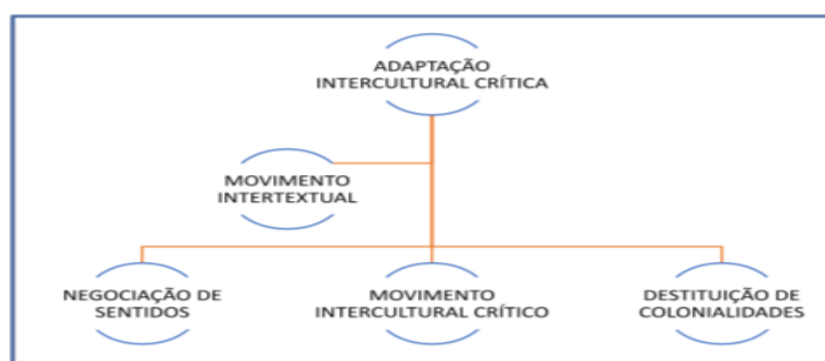 ADAPTAÇÃO
INTERCULTURAL CRÍTICA
MOVIMENTO
INTERTEXTUAL
NEGOCIAÇÃO DE
SENTIDOS
MOVIMENTO
INTERCULTURAL CRÍTICO
DESTITUIÇÃO DE
COLONIALIDADES